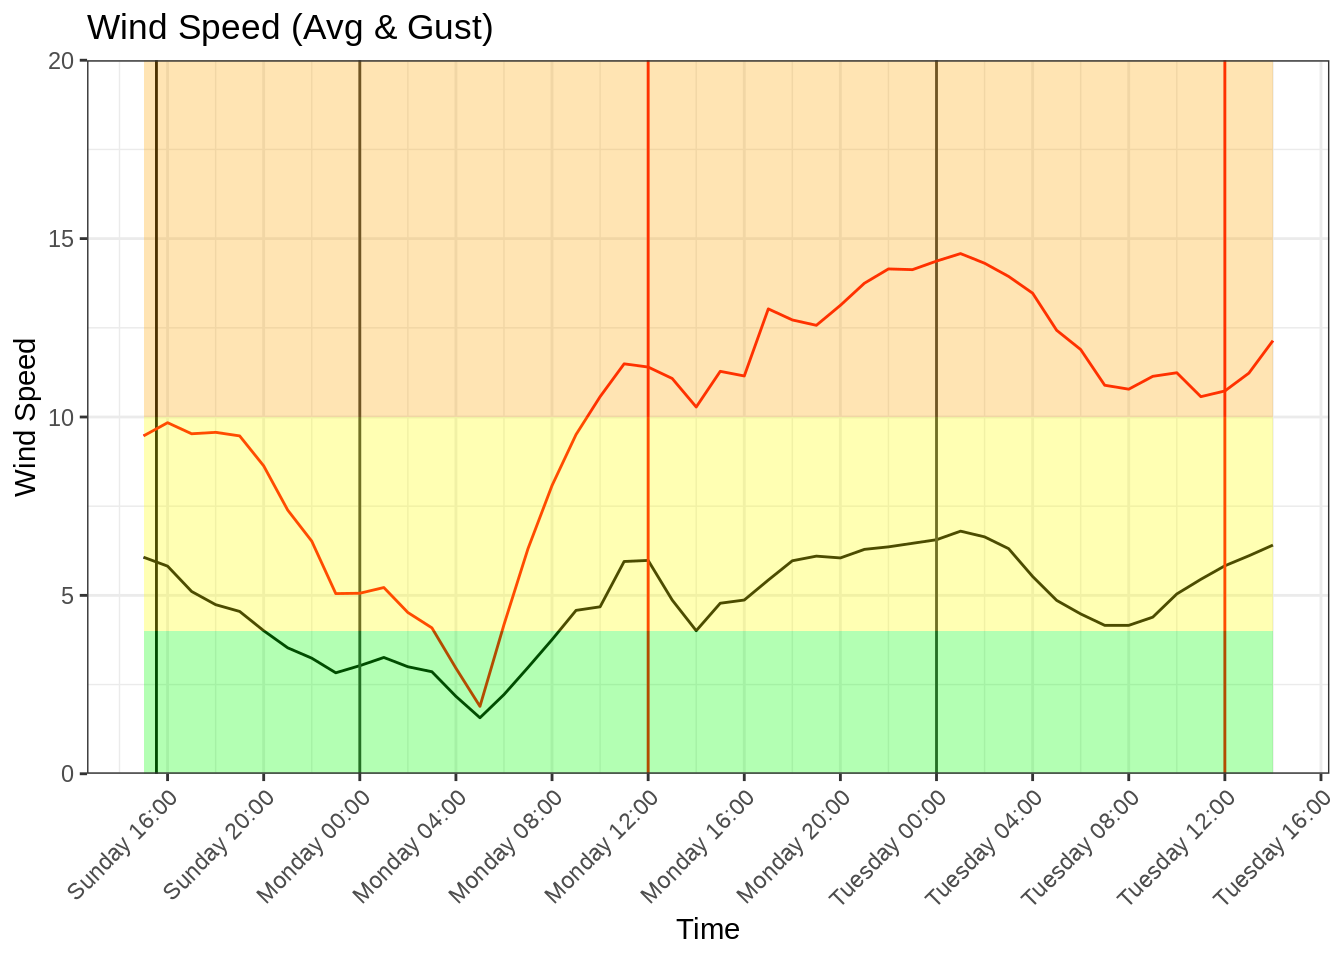 Wind Speed (Avg & Gust)
20
15
10
5
0
Wind Speed
Sunday 16:00
Sunday 20:00
Monday 00:00
Monday 04:00
Monday 08:00
Monday 12:00
Monday 16:00
Monday 20:00
Tuesday 00:00
Tuesday 04:00
Tuesday 08:00
Tuesday 12:00
Tuesday 16:00
Time